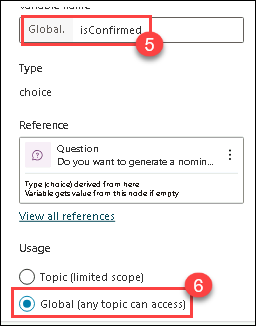 Variable name
Global. isConfirmed
5
Type
choice
Reference
Question
Do you want to generate a nomin...
Type (choice) derived from here
Variable gets value from this node if empty
View all references
Usage
6
Topic (limited scope)
Global (any topic can access)